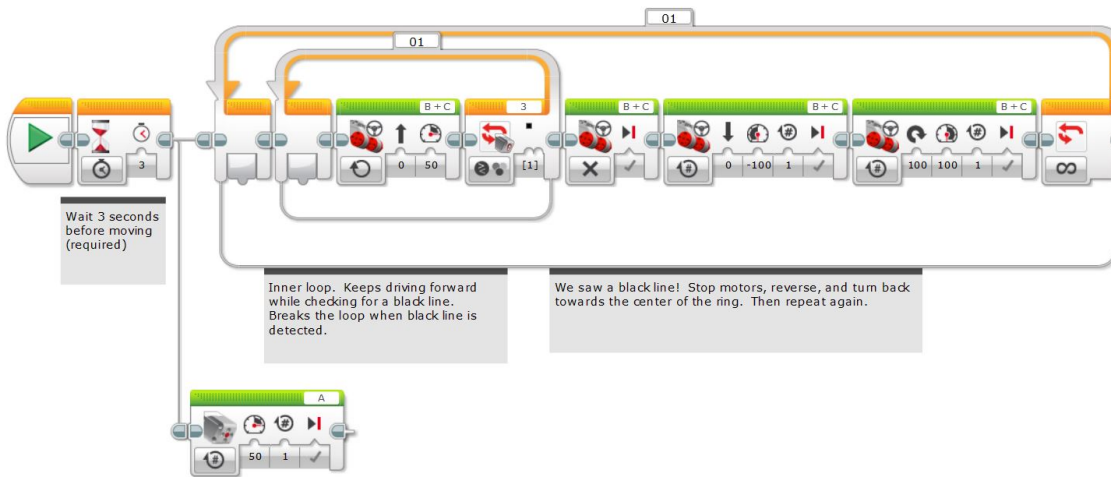 01
01
B + C
3
B + C
B + C
B + C
3
0 50
[1]
0 -100 1
100 100 1
Wait 3 seconds
before moving
(required)
Inner loop. Keeps driving forward
while checking for a black line.
Breaks the loop when black line is
detected.
We saw a black line! Stop motors, reverse, and turn back
towards the center of the ring. Then repeat again.
A
50 1